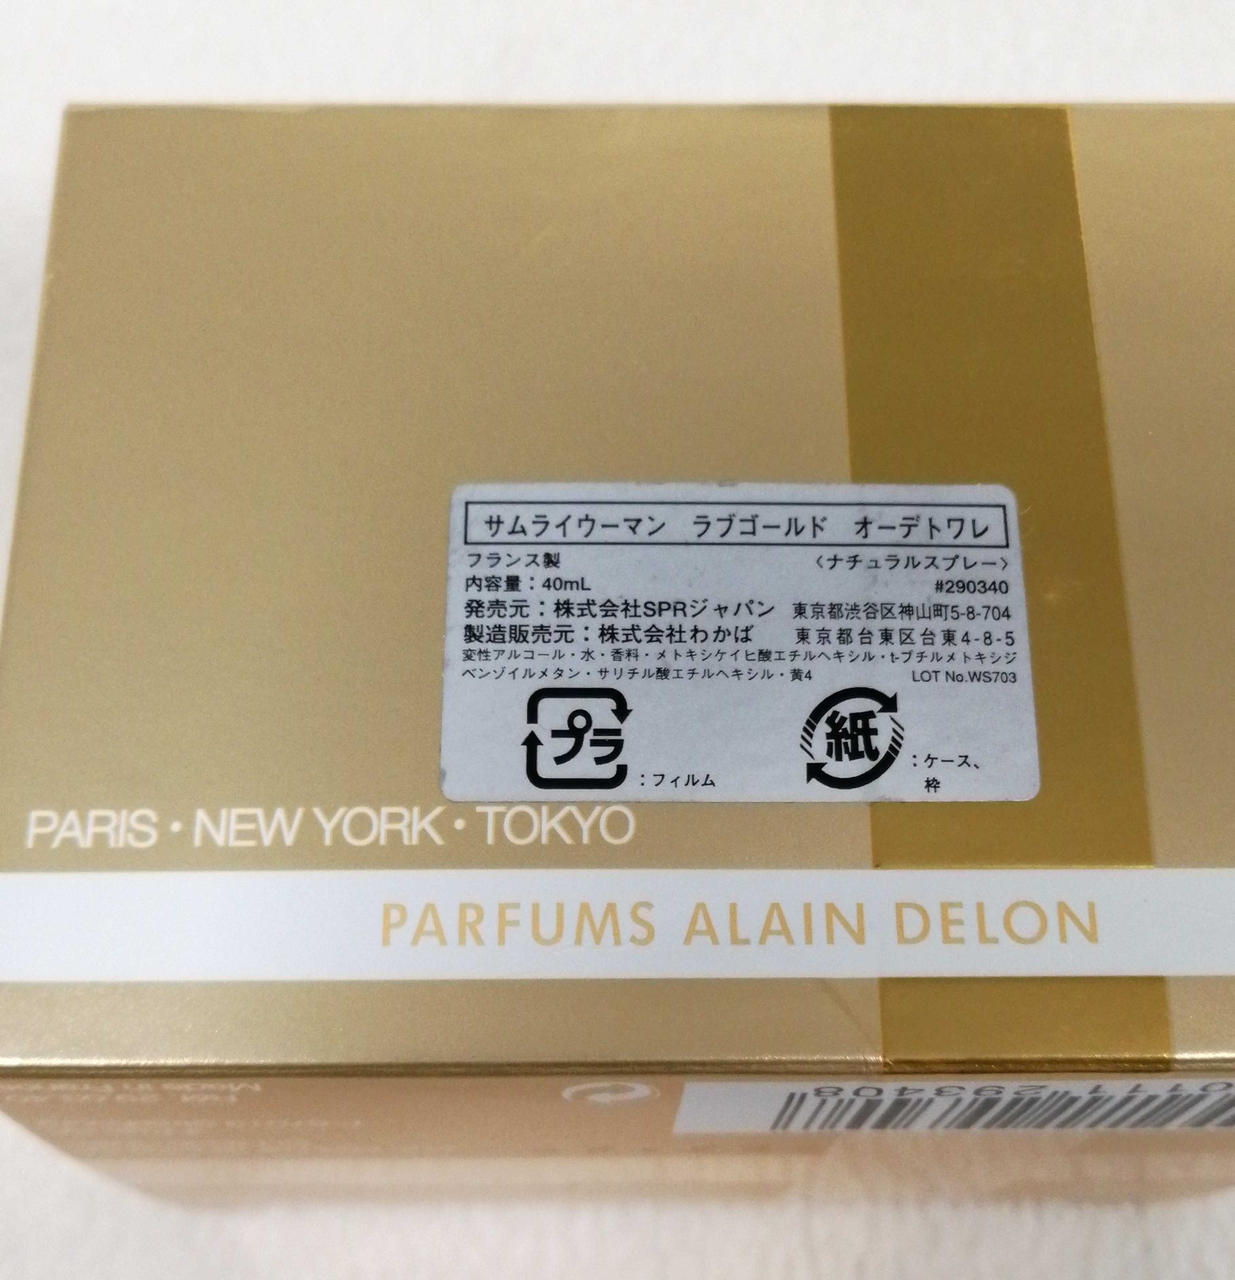 サムライウーマン ラブゴールド オーデトワレ
フランス製 〈ナチュラルスプレー〉
内容量：40mL #290340
発売元：株式会社SPRジャパン 東京都渋谷区神山町5-8-704
製造販売元：株式会社わかば 東京都台東区台東4-8-5
変性アルコール・水・香料・メトキシケイヒ酸エチルヘキシル・t-ブチルメトキシジ
ベンゾイルメタン・サリチル酸エチルヘキシル・黄4 LOT No.WS703
プラ ：フィルム
紙 ：ケース、
枠
PARIS・NEW YORK・TOKYO
PARFUMS ALAIN DELON
Made in France
293408